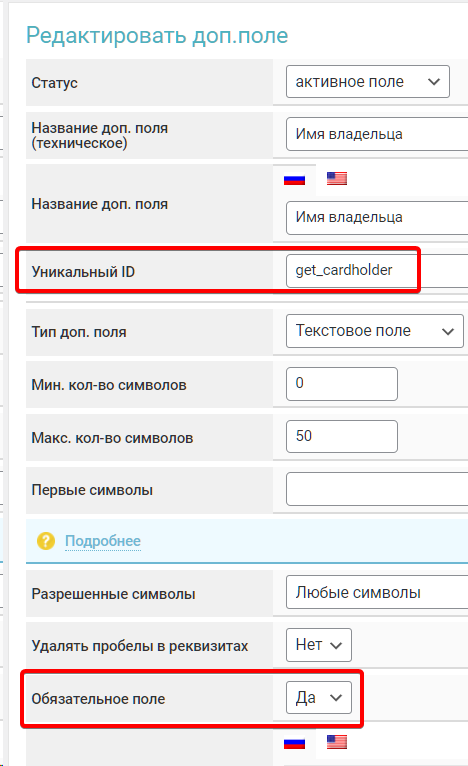 Редактировать доп.поле
Статус
активное поле
Название доп. поля
(техническое)
Имя владельца
Название доп. поля
Имя владельца
Уникальный ID
get_cardholder
Тип доп. поля
Текстовое поле
Мин. кол-во символов
0
Макс. кол-во символов
50
Первые символы
? Подробнее
Разрешенные символы
Любые символы
Удалять пробелы в реквизитах
Нет
Обязательное поле
Да